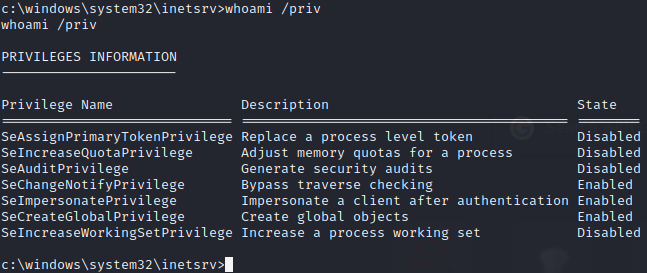 c:\windows\system32\inetsrv>whoami /priv
whoami /priv
PRIVILEGES INFORMATION
----------------------
Privilege Name                Description                               State
============================= ========================================= ========
SeAssignPrimaryTokenPrivilege Replace a process level token             Disabled
SeIncreaseQuotaPrivilege      Adjust memory quotas for a process        Disabled
SeAuditPrivilege              Generate security audits                  Disabled
SeChangeNotifyPrivilege       Bypass traverse checking                  Enabled
SeImpersonatePrivilege        Impersonate a client after authentication Enabled
SeCreateGlobalPrivilege       Create global objects                     Enabled
SeIncreaseWorkingSetPrivilege Increase a process working set            Disabled
c:\windows\system32\inetsrv>